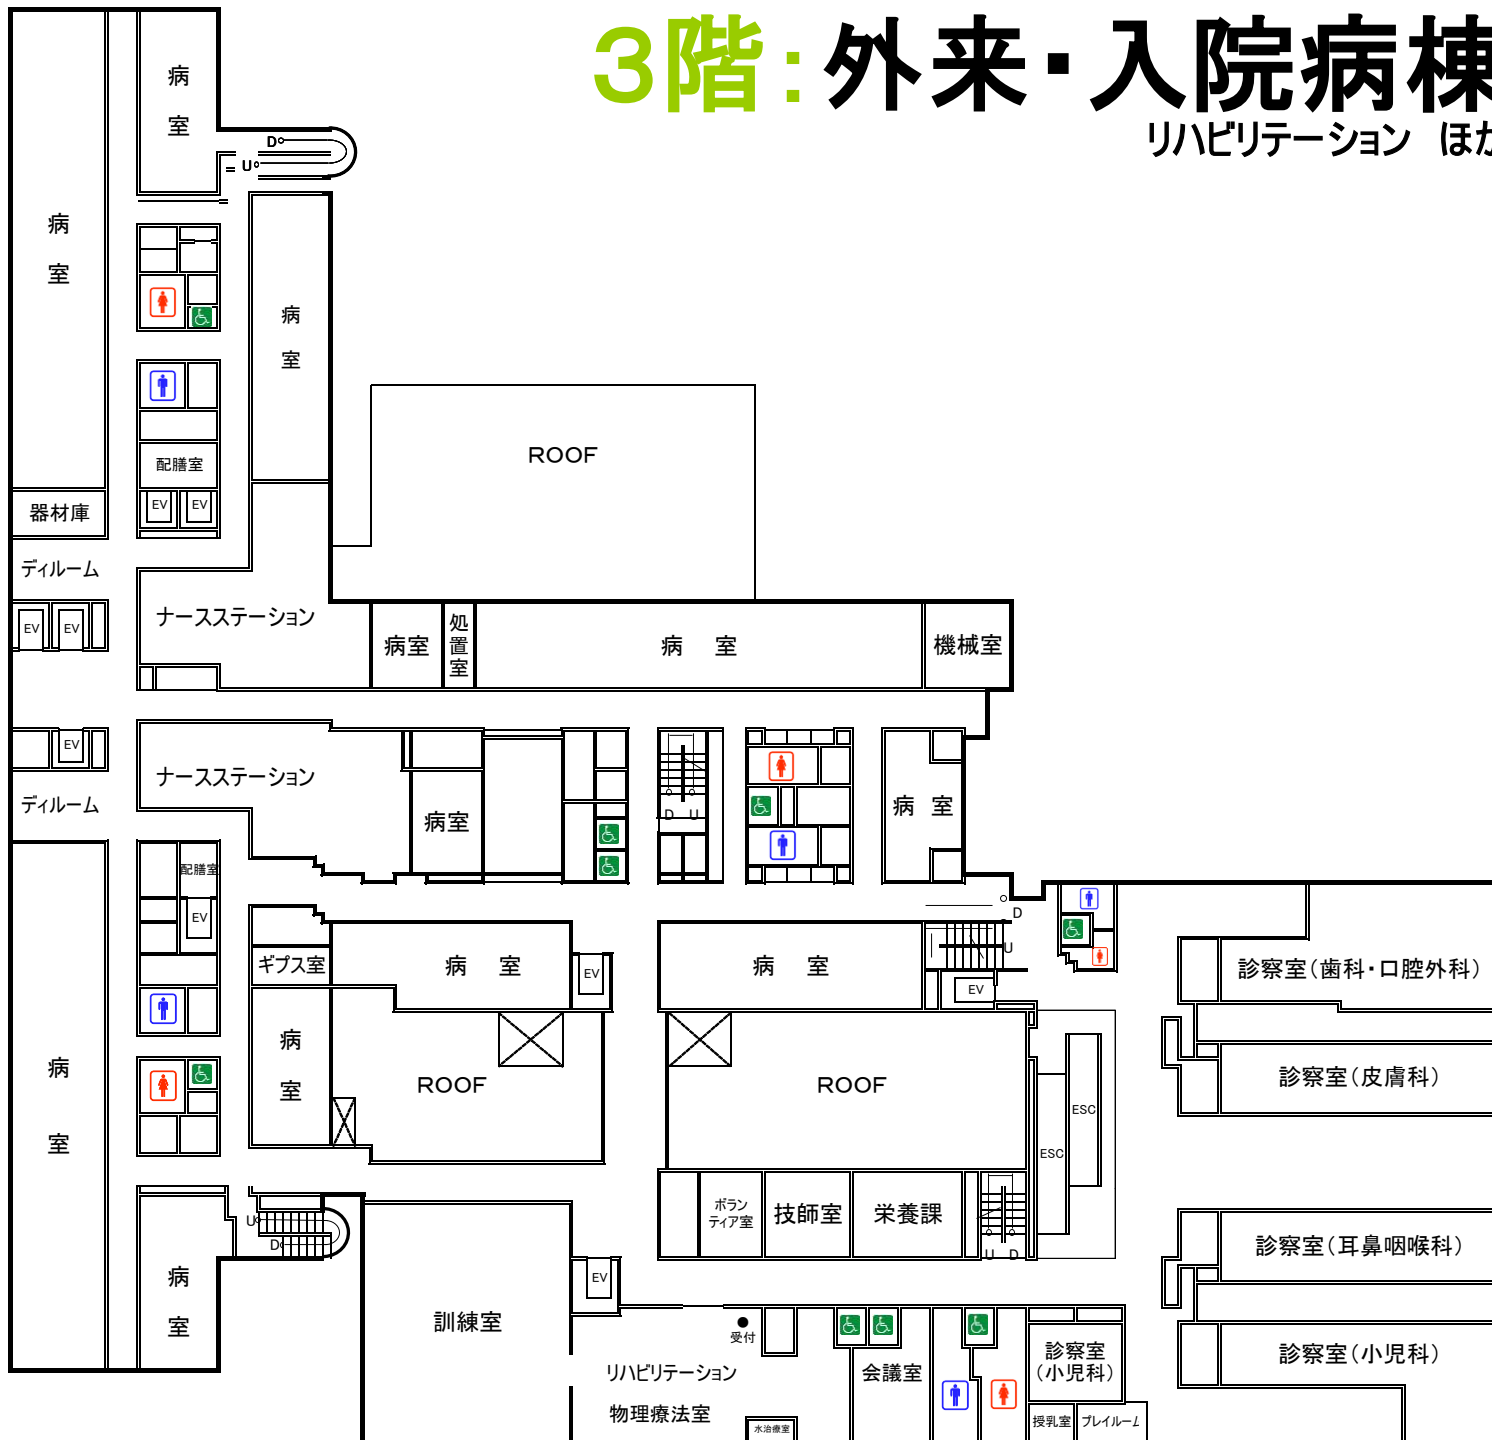 3階:外来・入院病棟
リハビリテーション ほか
病室
D
U
病室
病室
配膳室
ROOF
EV
EV
器材庫
ディルーム
ナースステーション
EV
EV
病室
処置室
病 室
機械室
EV
ナースステーション
ディルーム
病室
D U
病 室
配膳室
EV
ギプス室
病 室
EV
病 室
D
U
EV
診察室(歯科・口腔外科)
病室
病室
ROOF
ROOF
ESC
ESC
診察室(皮膚科)
ボランティア室
技師室
栄養課
U D
U
D
病室
EV
訓練室
受付
診察室(耳鼻咽喉科)
リハビリテーション
物理療法室
水治療室
会議室
診察室
(小児科)
診察室(小児科)
授乳室
プレイルーム